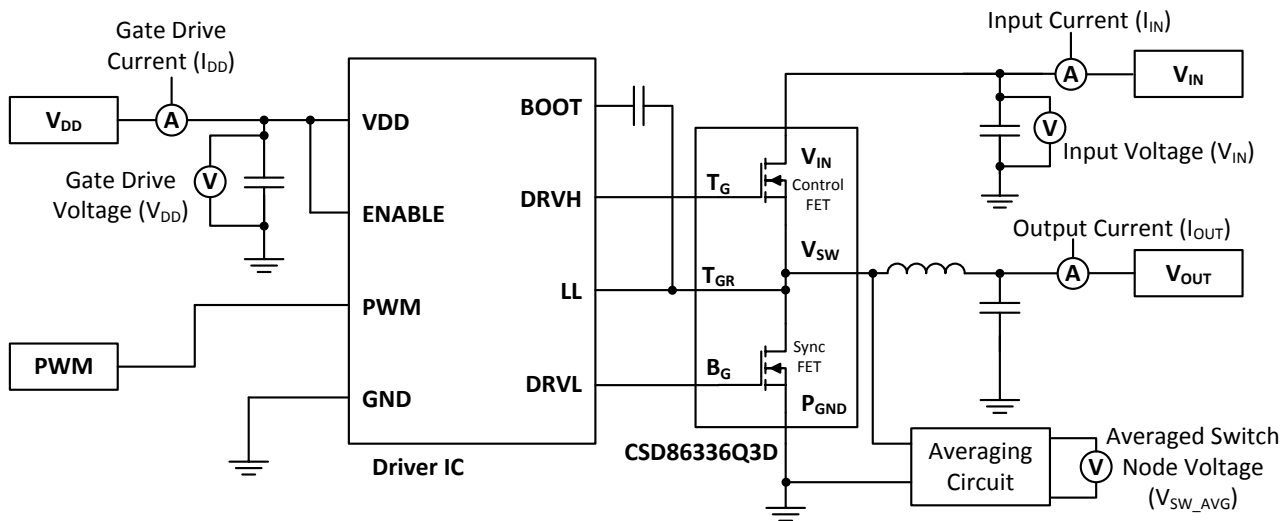 Gate Drive
Current (IDD)
Input Current (IIN)
VDD
A
A
VIN
BOOT
VDD
V
V
Input Voltage (VIN)
Gate Drive
Voltage (VDD)
VIN
TG
Control
FET
DRVH
ENABLE
Output Current (IOUT)
VSW
A
VOUT
LL
TGR
PWM
PWM
Sync
FET
BG
DRVL
GND
PGND
CSD86336Q3D
Driver IC
Averaging
Circuit
V
Averaged Switch
Node Voltage
(VSW_AVG)